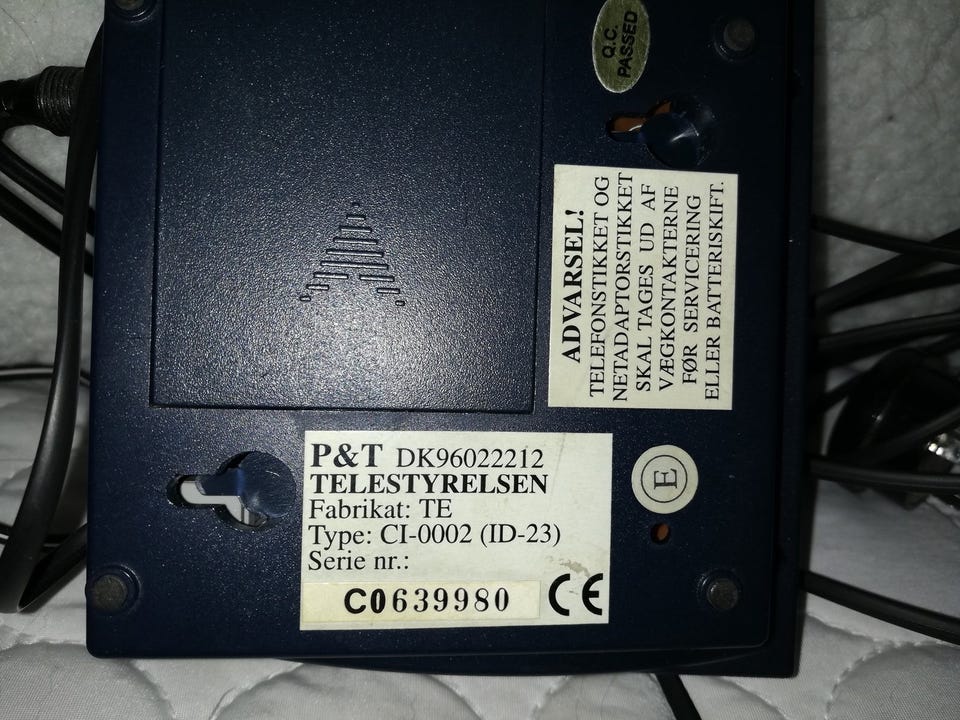 Q.C.
PASSED
ADVARSEL!
TELEFONSTIKKET OG
NETADAPTORSTIKKET
SKAL TAGES UD AF
VÆGKONTAKTERNE
FØR SERVICERING
ELLER BATTERISKIFT.
P&T DK96022212
TELESTYRELSEN
Fabrikat: TE
Type: CI-0002 (ID-23)
Serie nr.:
C0639980 CE
E